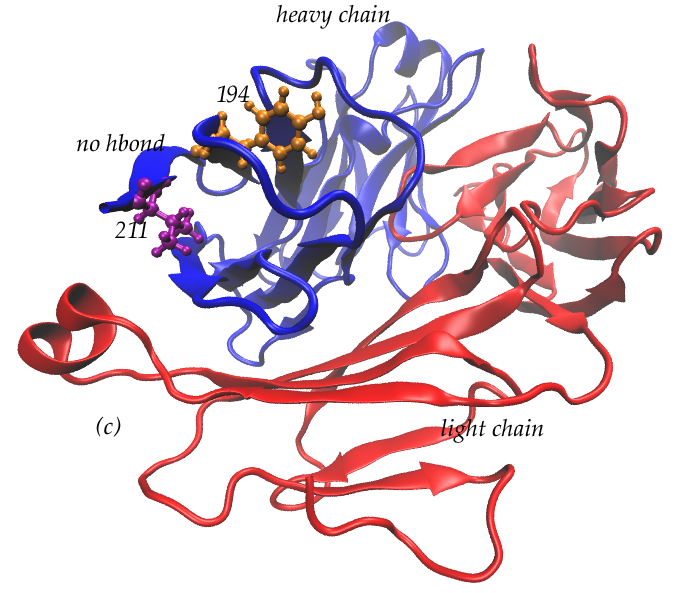 heavy chain
194
no hbond
211
(c)
light chain